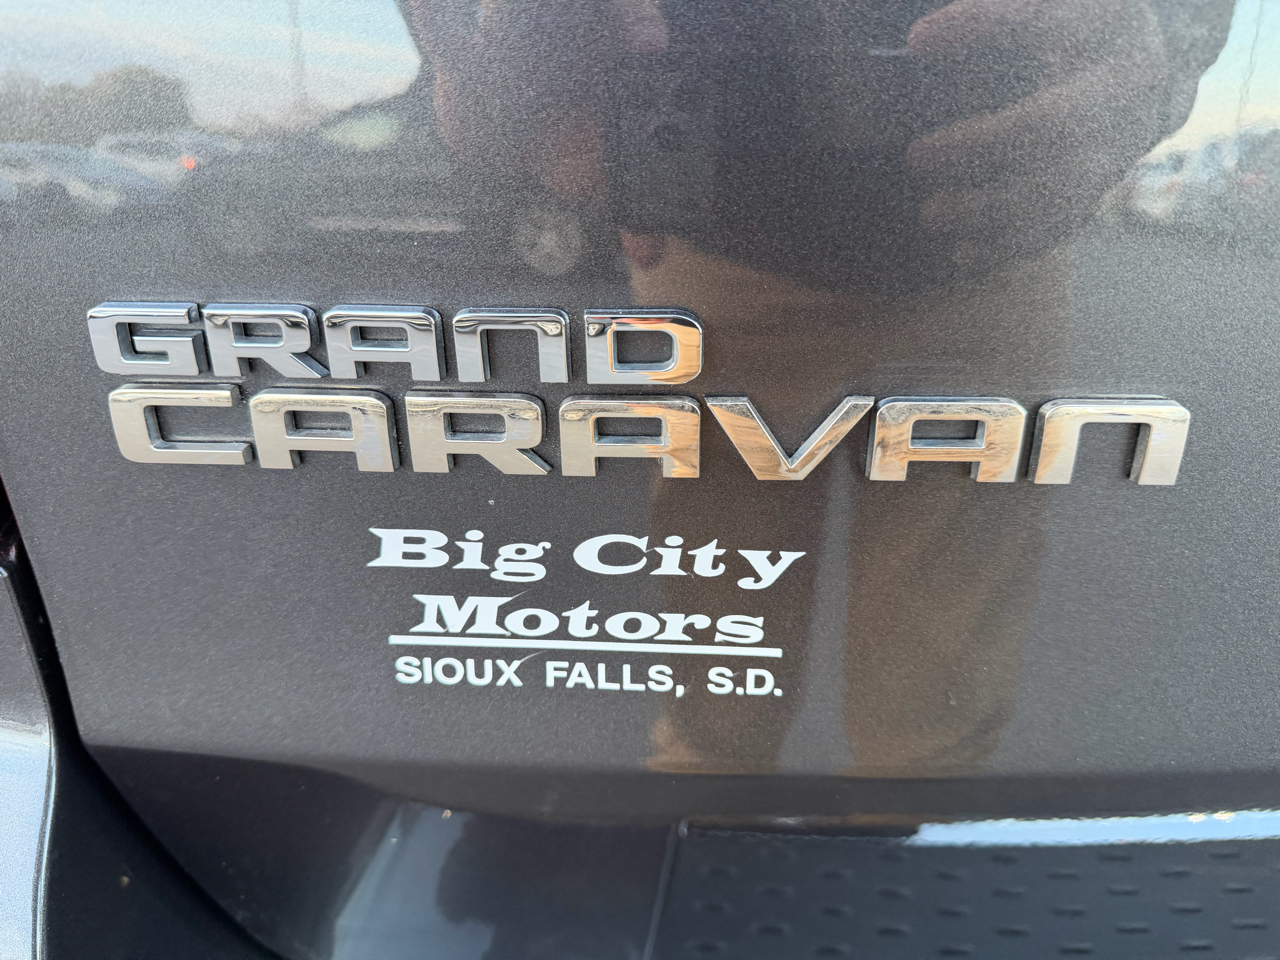 GRAND
CARAVAN
Big City
Motors
SIOUX FALLS, S.D.